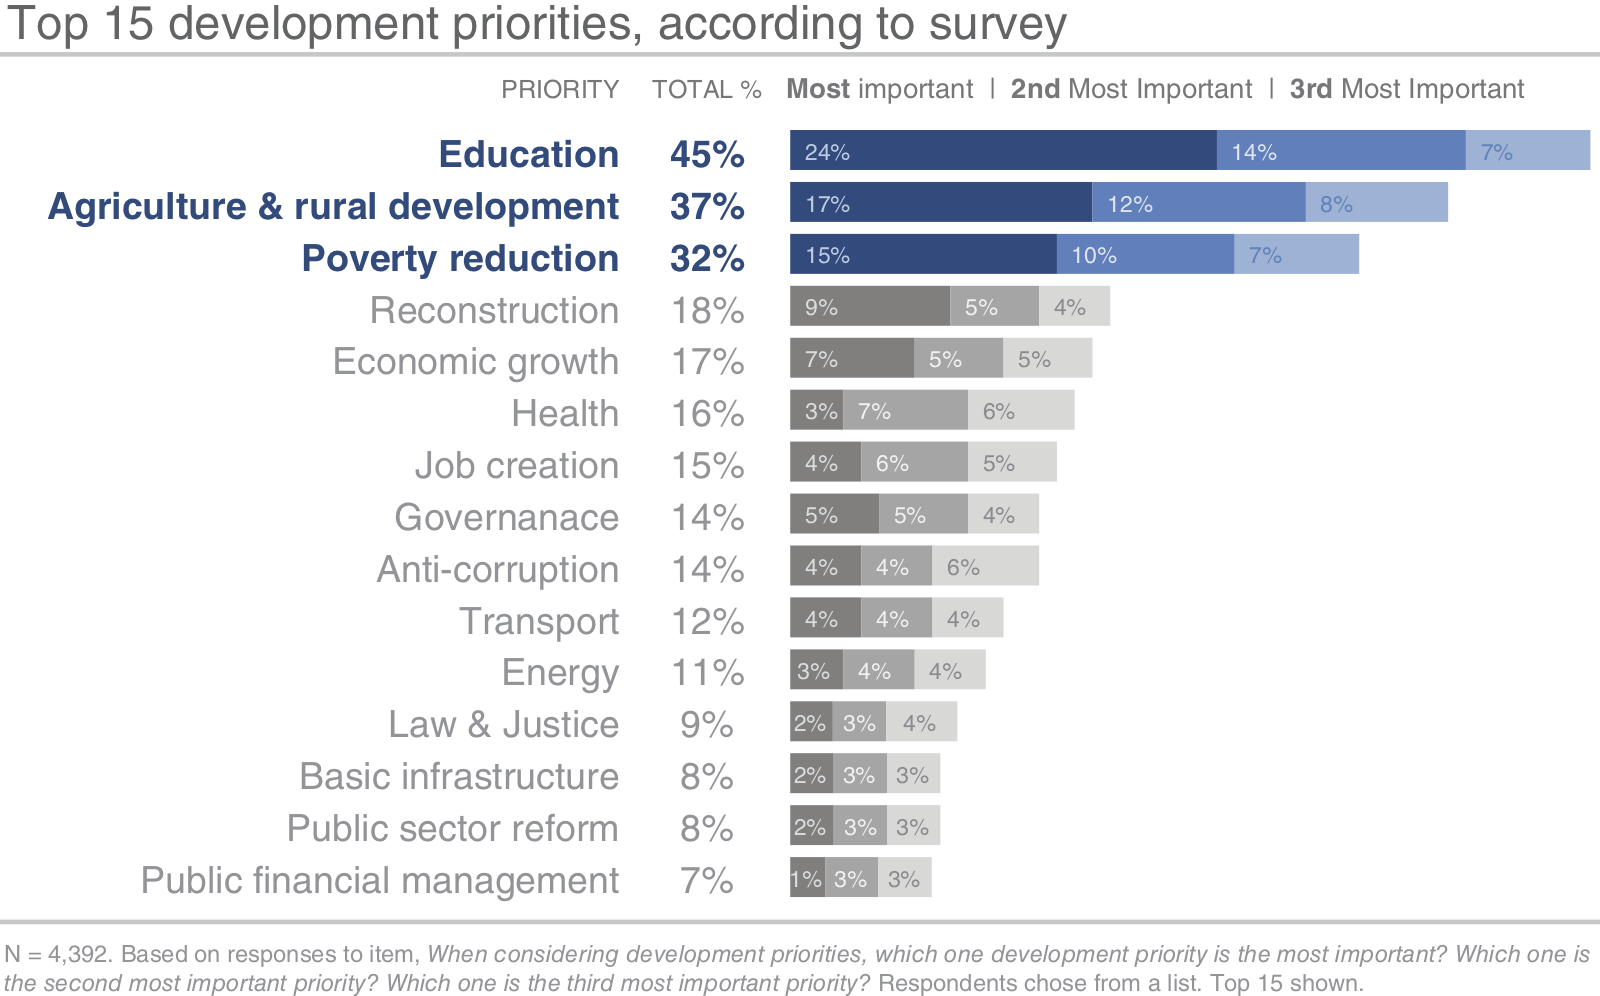 Top 15 development priorities, according to survey
PRIORITY TOTAL % Most important | 2nd Most Important | 3rd Most Important
Education 45% 24% 14% 7%
Agriculture & rural development 37% 17% 12% 8%
Poverty reduction 32% 15% 10% 7%
Reconstruction 18% 9% 5% 4%
Economic growth 17% 7% 5% 5%
Health 16% 3% 7% 6%
Job creation 15% 4% 6% 5%
Governanace 14% 5% 5% 4%
Anti-corruption 14% 4% 4% 6%
Transport 12% 4% 4% 4%
Energy 11% 3% 4% 4%
Law & Justice 9% 2% 3% 4%
Basic infrastructure 8% 2% 3% 3%
Public sector reform 8% 2% 3% 3%
Public financial management 7% 1% 3% 3%
N = 4,392. Based on responses to item, When considering development priorities, which one development priority is the most important? Which one is
the second most important priority? Which one is the third most important priority? Respondents chose from a list. Top 15 shown.